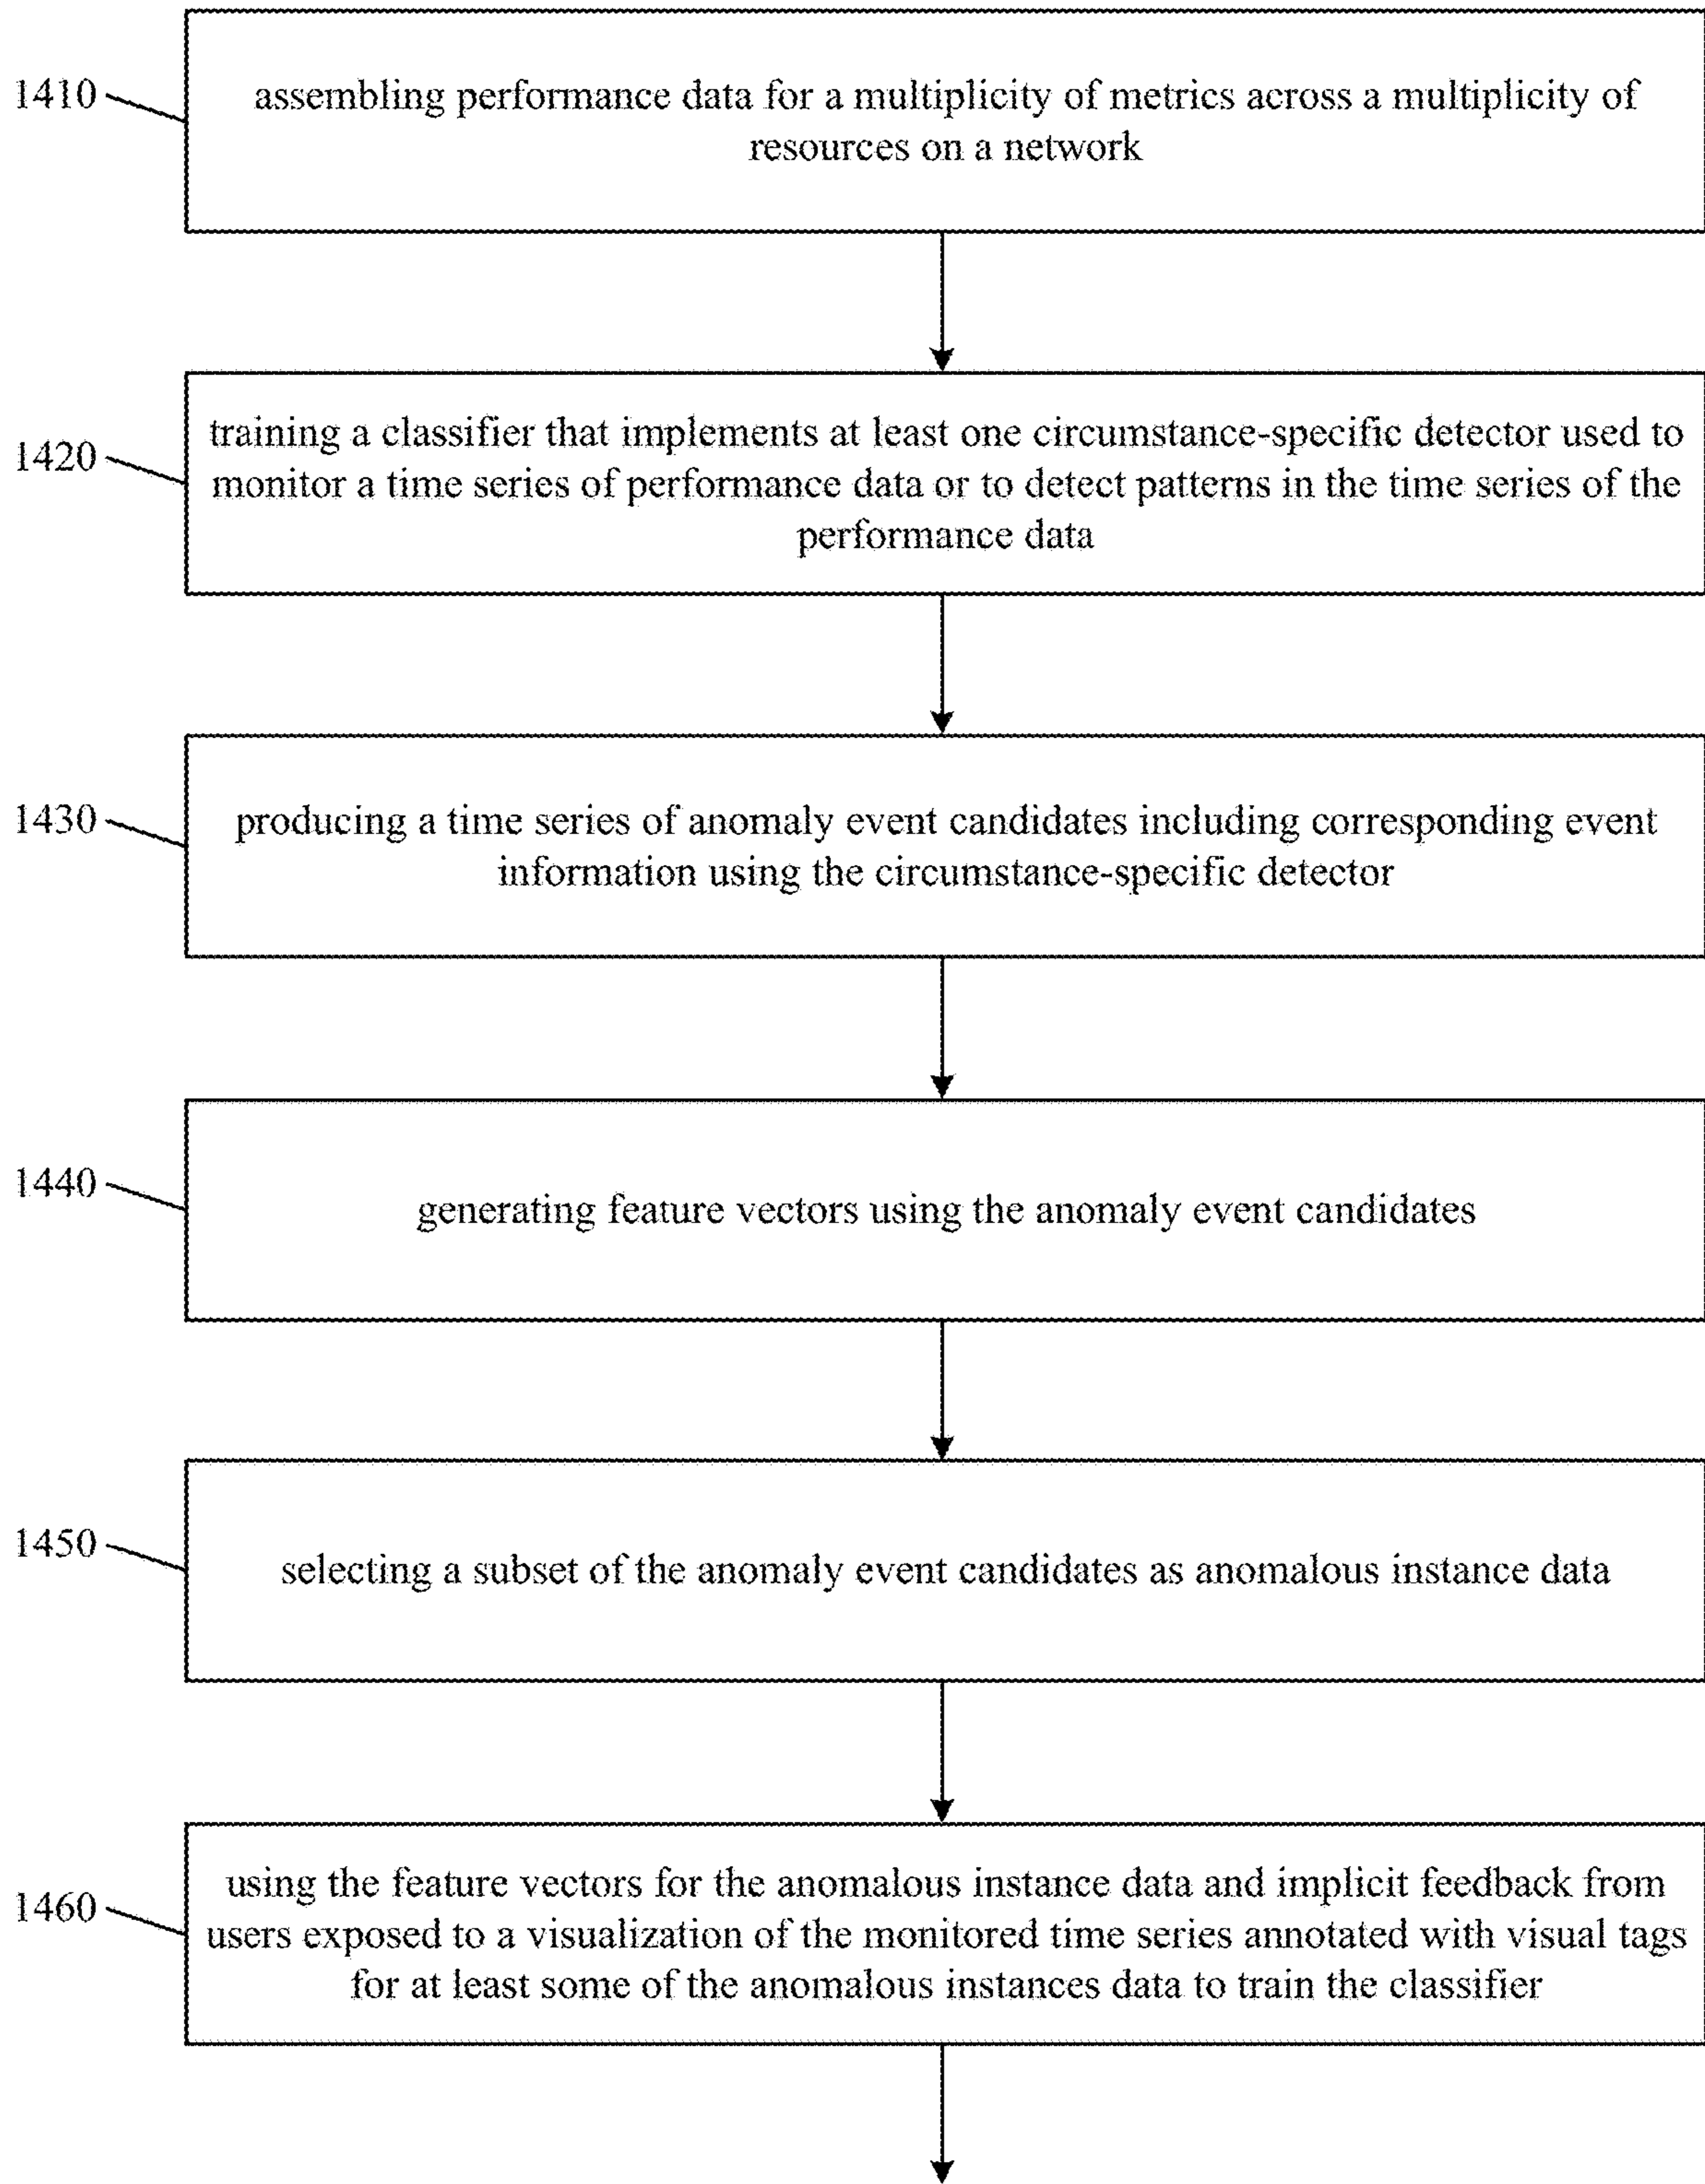 1410
assembling performance data for a multiplicity of metrics across a multiplicity of
resources on a network
1420
training a classifier that implements at least one circumstance-specific detector used to
monitor a time series of performance data or to detect patterns in the time series of the
performance data
1430
producing a time series of anomaly event candidates including corresponding event
information using the circumstance-specific detector
1440
generating feature vectors using the anomaly event candidates
1450
selecting a subset of the anomaly event candidates as anomalous instance data
1460
using the feature vectors for the anomalous instance data and implicit feedback from
users exposed to a visualization of the monitored time series annotated with visual tags
for at least some of the anomalous instances data to train the classifier